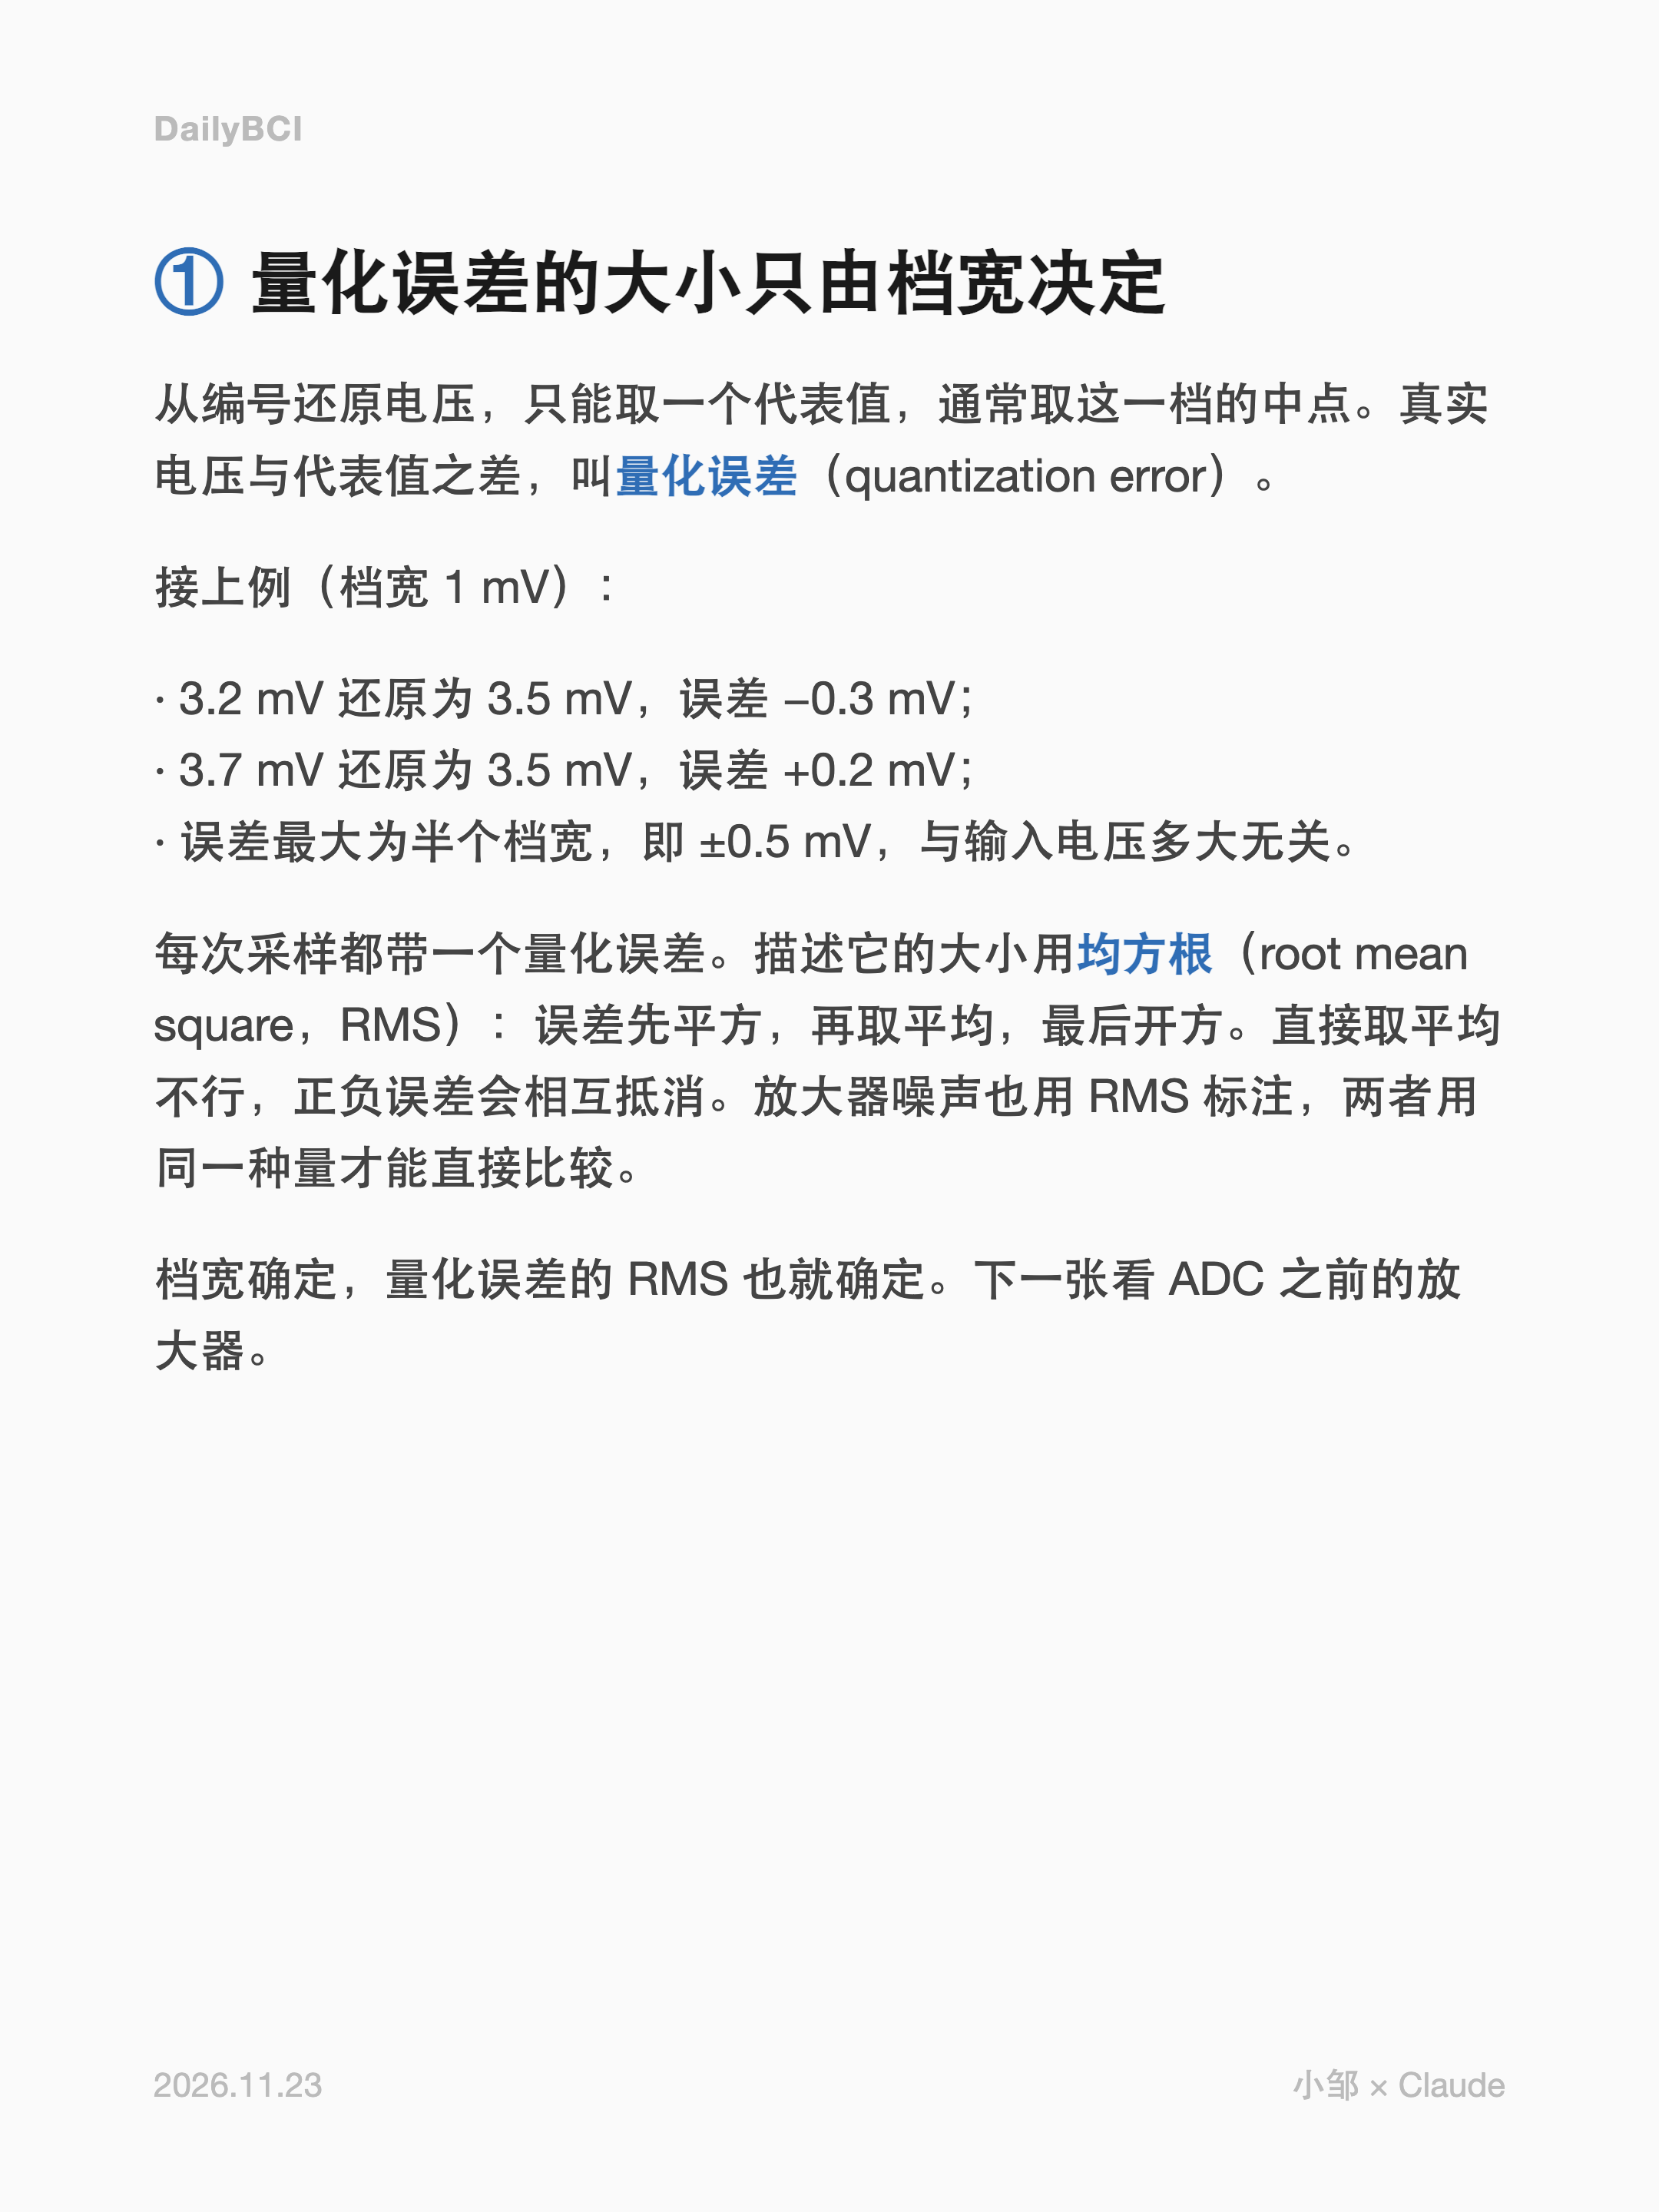 DailyBCI
① 量化误差的大小只由档宽决定
从编号还原电压，只能取一个代表值，通常取这一档的中点。真实
电压与代表值之差，叫量化误差（quantization error）。
接上例（档宽 1 mV）：
· 3.2 mV 还原为 3.5 mV，误差 −0.3 mV；
· 3.7 mV 还原为 3.5 mV，误差 +0.2 mV；
· 误差最大为半个档宽，即 ±0.5 mV，与输入电压多大无关。
每次采样都带一个量化误差。描述它的大小用均方根（root mean
square，RMS）：误差先平方，再取平均，最后开方。直接取平均
不行，正负误差会相互抵消。放大器噪声也用 RMS 标注，两者用
同一种量才能直接比较。
档宽确定，量化误差的 RMS 也就确定。下一张看 ADC 之前的放
大器。
2026.11.23
小邹 × Claude